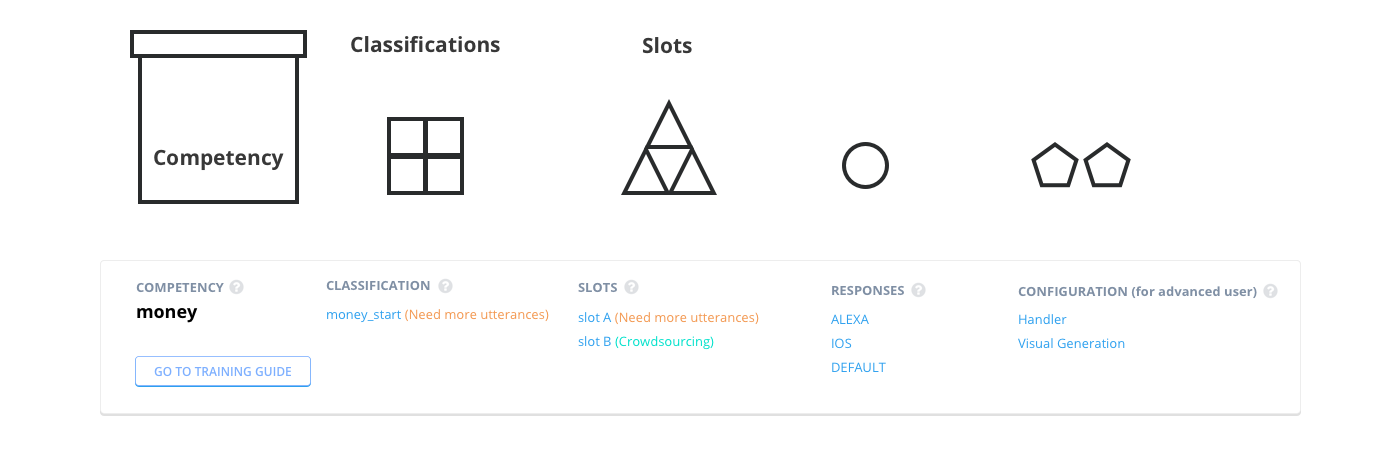 Classifications
Slots
Competency
COMPETENCY ?
money
GO TO TRAINING GUIDE
CLASSIFICATION ?
money_start (Need more utterances)
SLOTS ?
slot A (Need more utterances)
slot B (Crowdsourcing)
RESPONSES ?
ALEXA
IOS
DEFAULT
CONFIGURATION (for advanced user) ?
Handler
Visual Generation